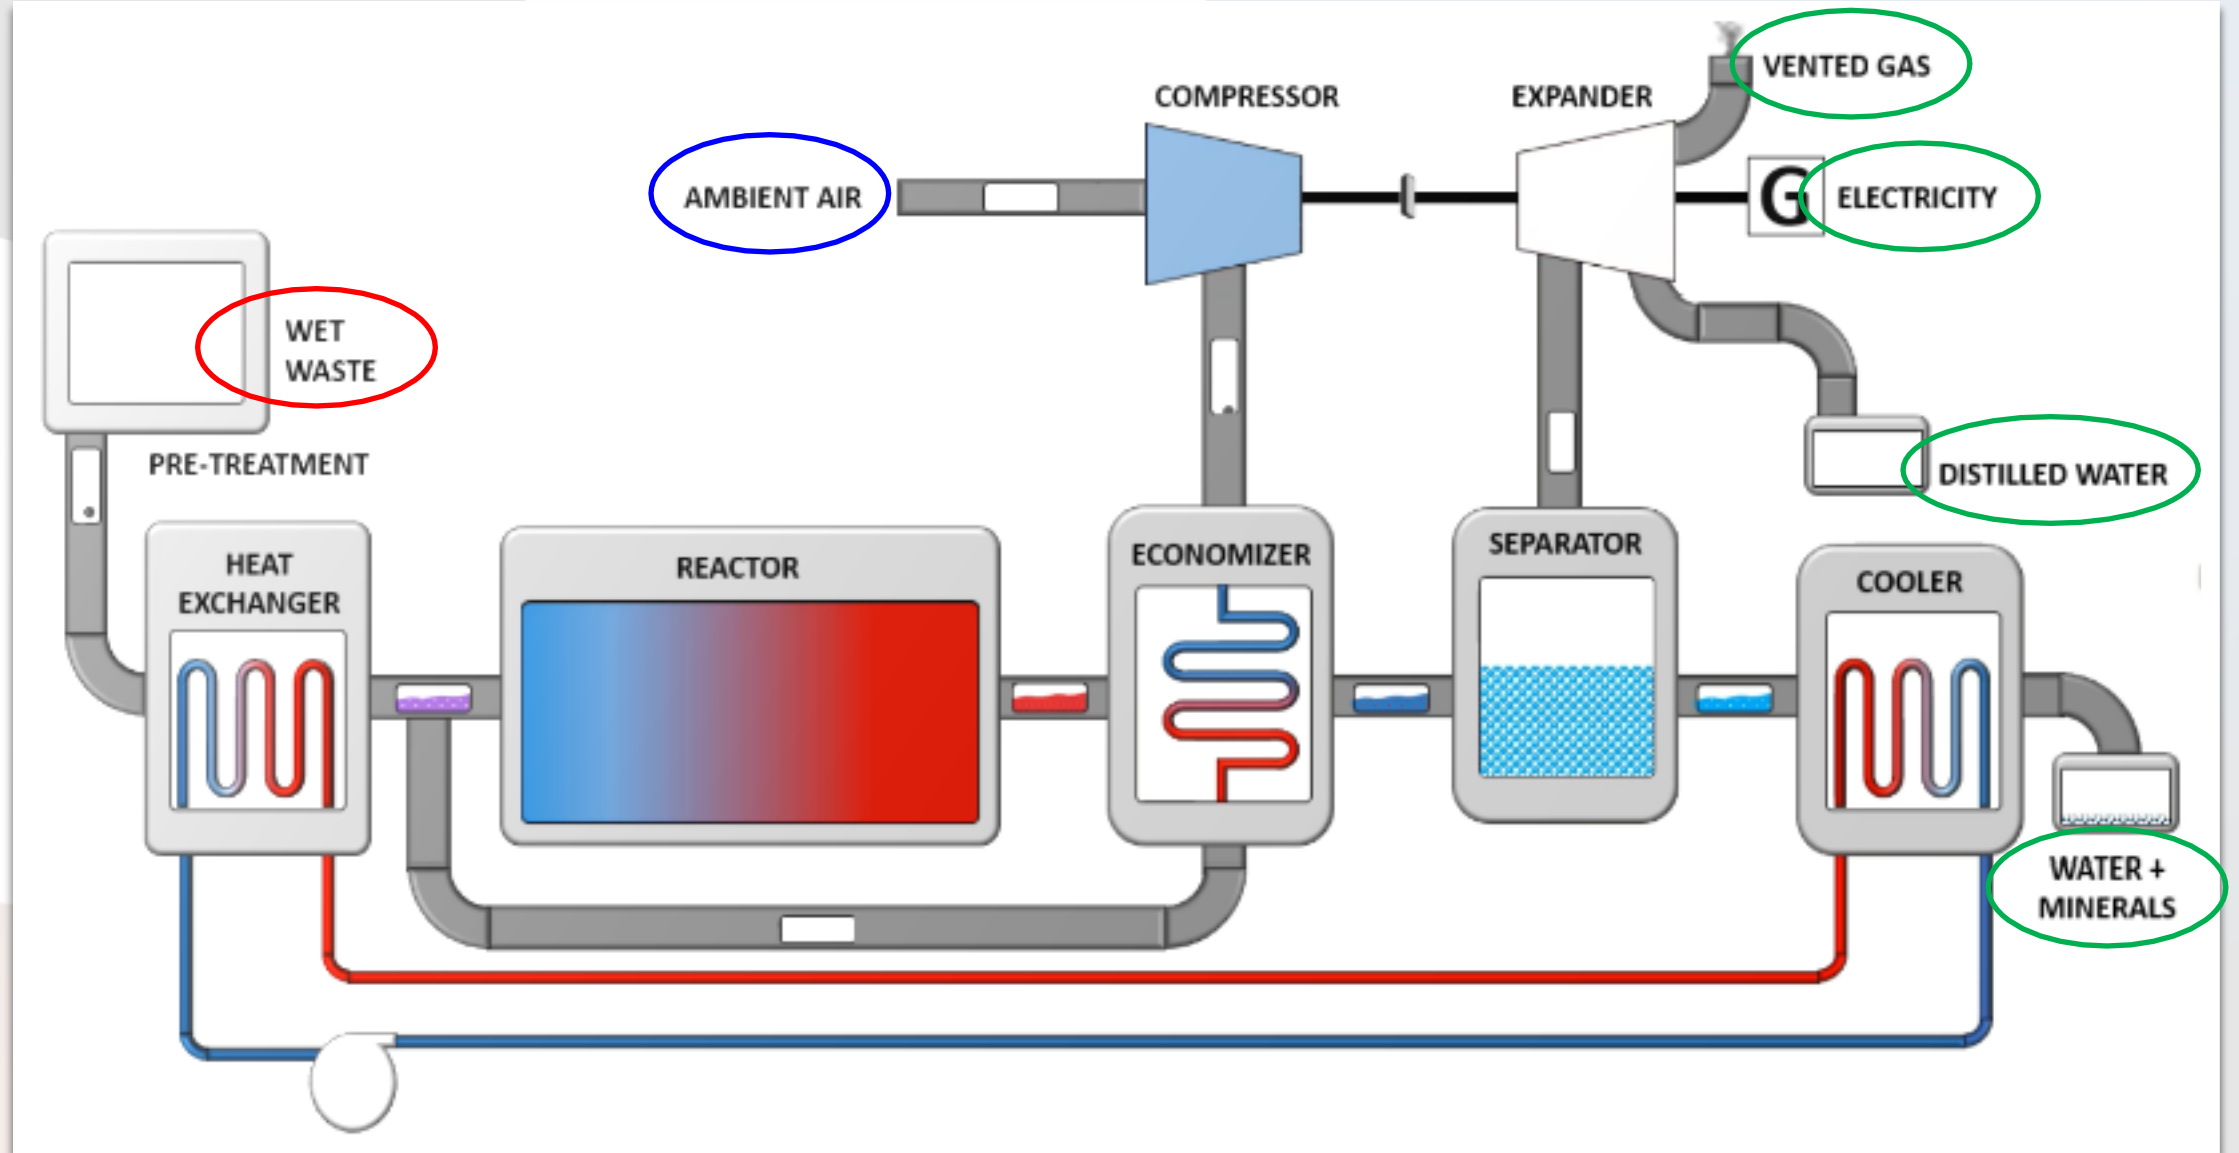 VENTED GAS
COMPRESSOR
EXPANDER
AMBIENT AIR
G
ELECTRICITY
WET
WASTE
PRE-TREATMENT
DISTILLED WATER
HEAT
EXCHANGER
REACTOR
ECONOMIZER
SEPARATOR
COOLER
WATER +
MINERALS